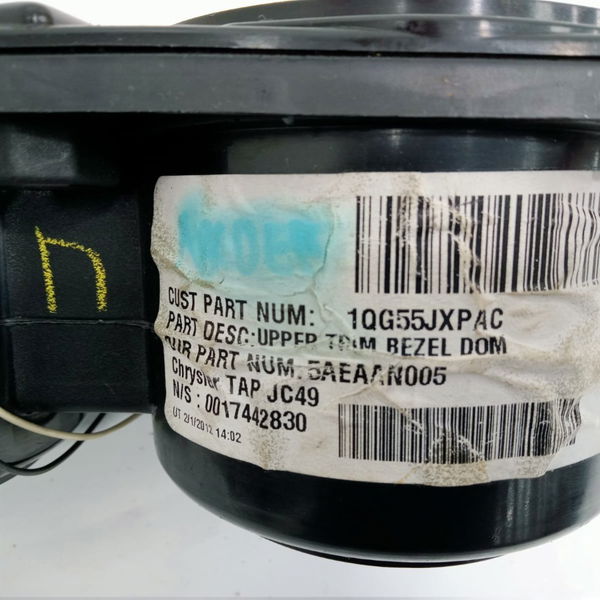 CUST PART NUM: 1QG55JXPAC
PART DESC:UPPER TRIM BEZEL DOM
OUR PART NUM. 5AEAAN005
Chrysler TAP JC49
N/S : 0017442830
UT 2/1/2012 14:02